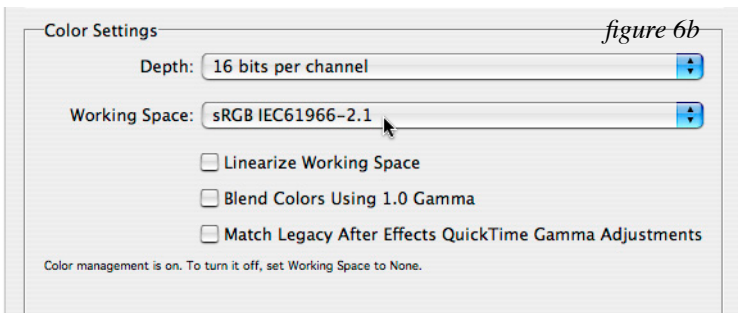 Color Settings
figure 6b
Depth: 16 bits per channel
Working Space: sRGB IEC61966-2.1
Linearize Working Space
Blend Colors Using 1.0 Gamma
Match Legacy After Effects QuickTime Gamma Adjustments
Color management is on. To turn it off, set Working Space to None.